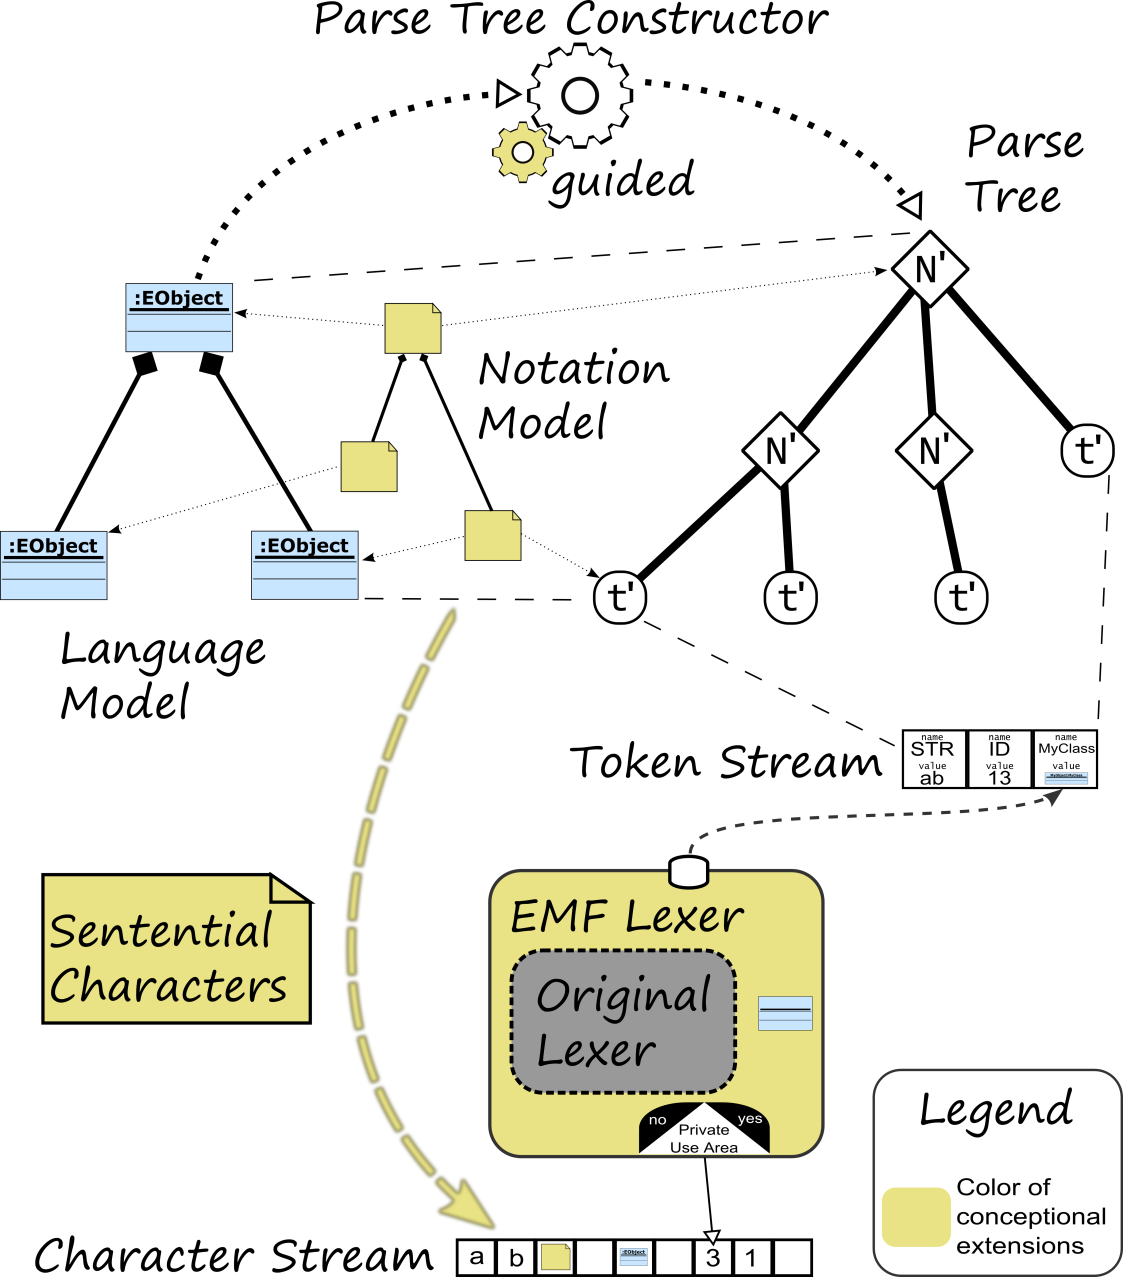 Parse Tree Constructor
guided
Parse
Tree
N'
:EObject
Notation
Model
N'
N'
t'
:EObject
:EObject
t'
t'
t'
Language
Model
Token Stream
name
STR
value
ab
name
ID
value
13
name
MyClass
value
Sentential
Characters
EMF Lexer
Original
Lexer
no
yes
Private
Use Area
Legend
Color of
conceptional
extensions
Character Stream
a
b
:EObject
3
1